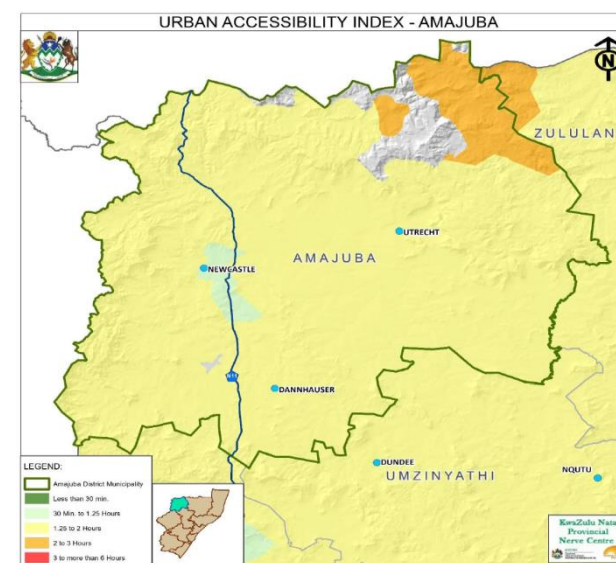 URBAN ACCESSIBILITY INDEX - AMAJUBA
N
ZULULAN
UTRECHT
AMAJUBA
NEWCASTLE
N11
DANNHAUSER
DUNDEE
UMZINYATHI
NQUTU
LEGEND:
Amajuba District Municipality
Less than 30 min.
30 Min. to 1.25 Hours
1.25 to 2 Hours
2 to 3 Hours
3 to more than 6 Hours
KwaZulu Natal
Provincial
Nerve Centre